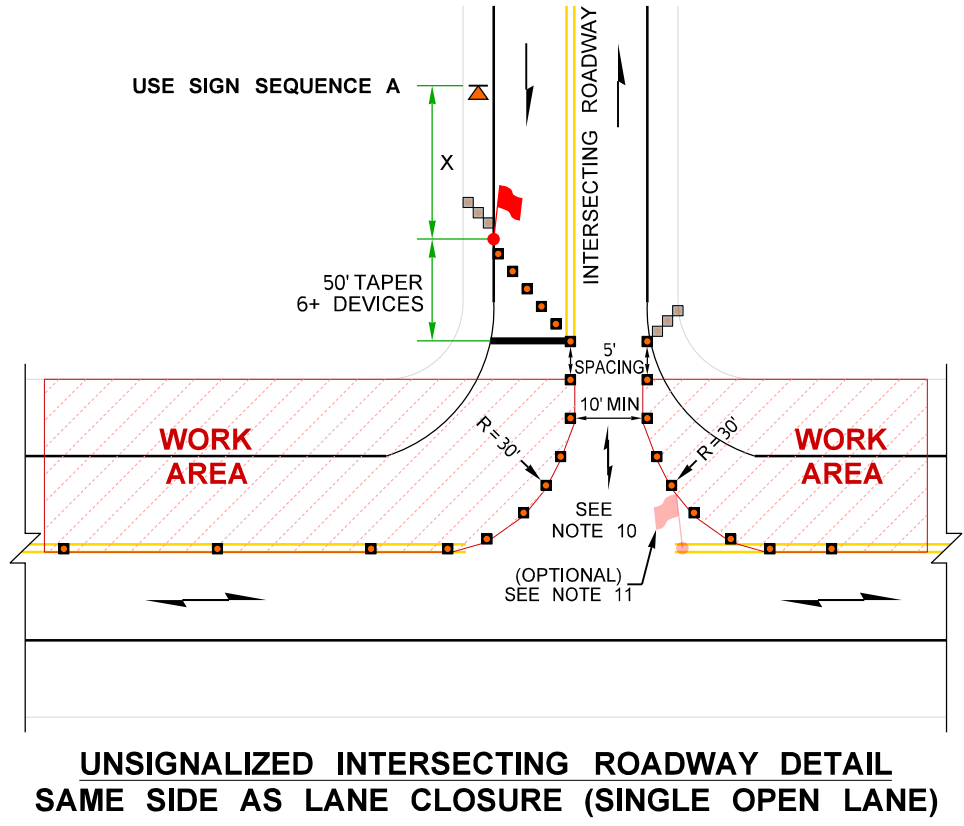 INTERSECTING ROADWAY
USE SIGN SEQUENCE A
X
50' TAPER
6+ DEVICES
5'
SPACING
10' MIN
WORK
AREA
R=30'
R=30'
WORK
AREA
SEE
NOTE 10
(OPTIONAL)
SEE NOTE 11
UNSIGNALIZED INTERSECTING ROADWAY DETAIL
SAME SIDE AS LANE CLOSURE (SINGLE OPEN LANE)